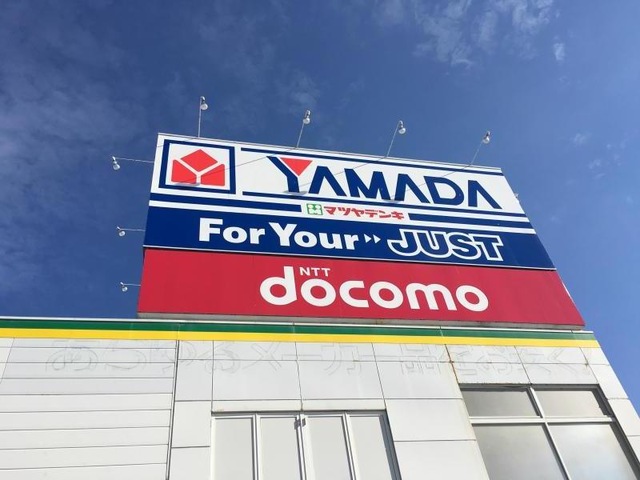 YAMADA
マツヤデンキ
For Your JUST
NTT
docomo